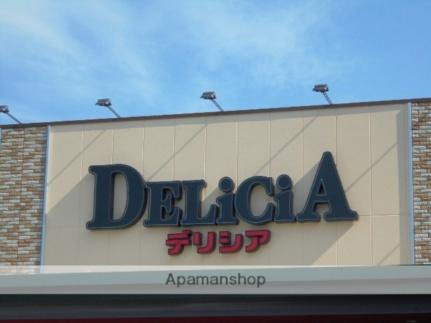 DELiCiA
デリシア
Apamanshop